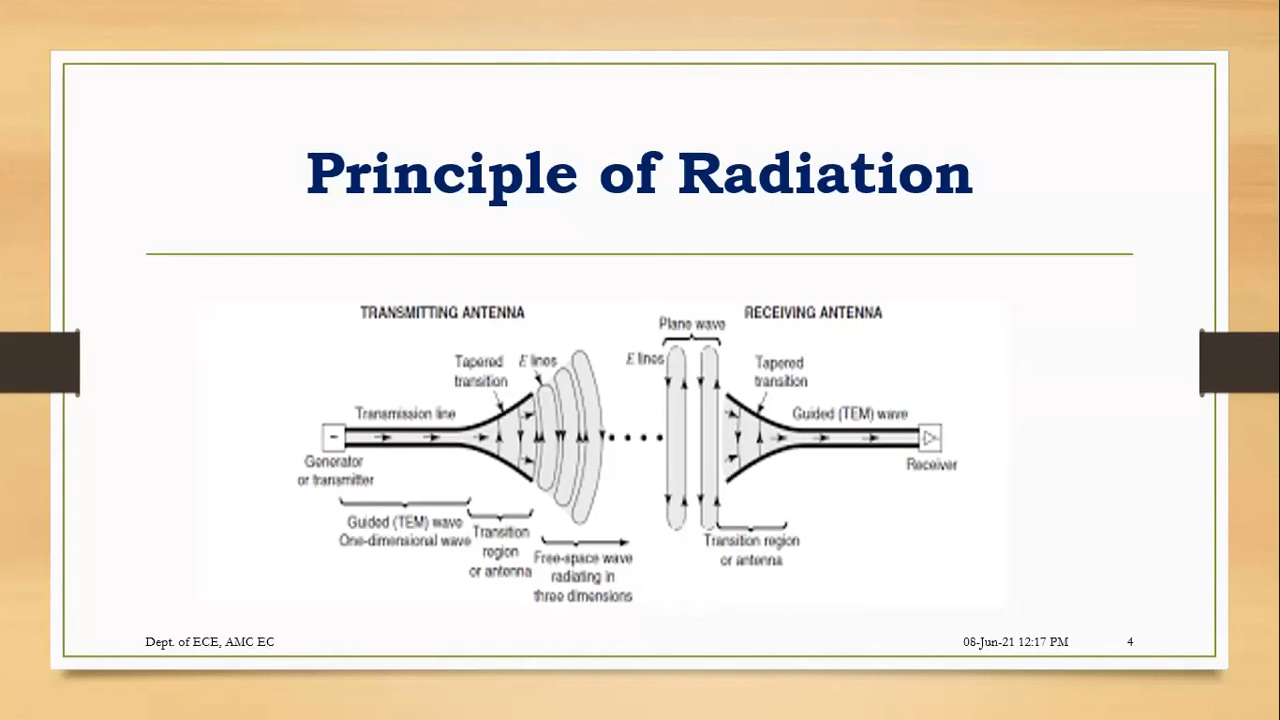 Principle of Radiation
TRANSMITTING ANTENNA
RECEIVING ANTENNA
Plane wave
Tapered
transition
E lines
E lines
Tapered
transition
Transmission line
Guided (TEM) wave
Generator
or transmitter
Receiver
Guided (TEM) wave
One-dimensional wave
Transition
region
or antenna
Free-space wave
radiating in
three dimensions
Transition region
or antenna
Dept. of ECE, AMC EC
08-Jun-21 12:17 PM
4